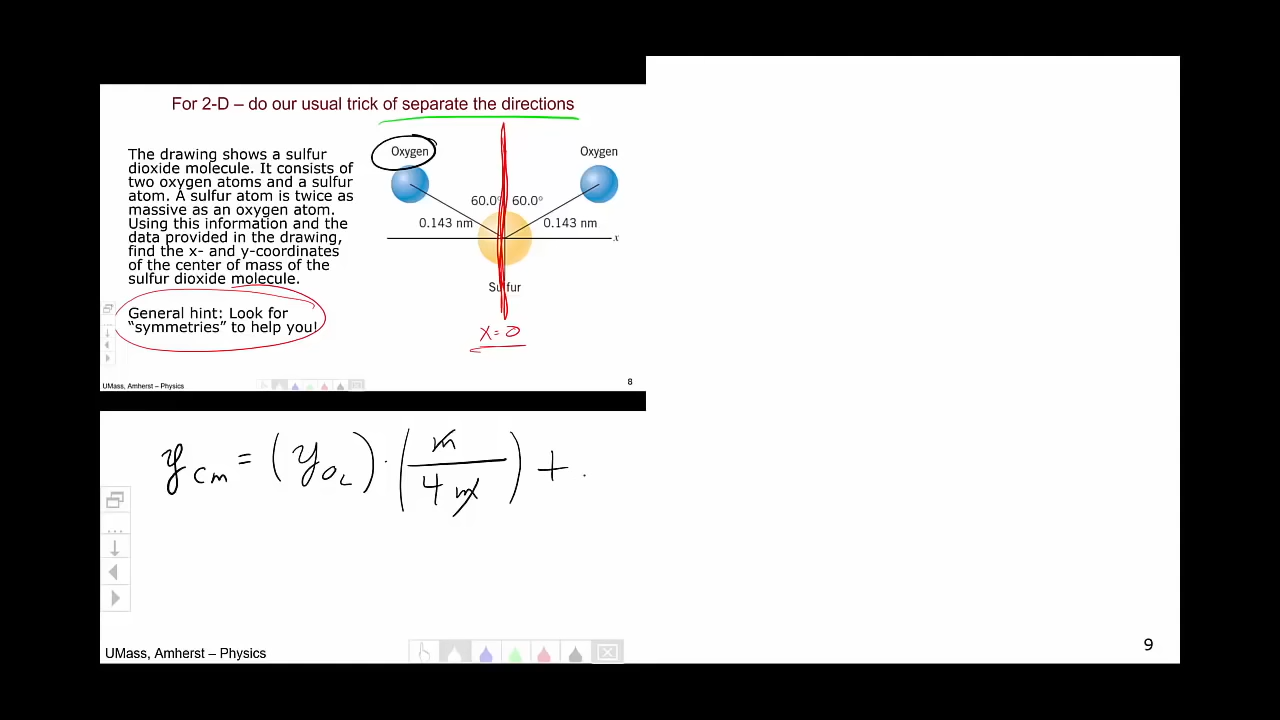 For 2-D – do our usual trick of separate the directions
The drawing shows a sulfur
dioxide molecule. It consists of
two oxygen atoms and a sulfur
atom. A sulfur atom is twice as
massive as an oxygen atom.
Using this information and the
data provided in the drawing,
find the x- and y-coordinates
of the center of mass of the
sulfur dioxide molecule.
General hint: Look for
"symmetries" to help you!
Oxygen
Oxygen
60.0° 60.0°
0.143 nm
0.143 nm
x
Sulfur
x=0
UMass, Amherst – Physics
8
y_cm = (y_OL) · (m / 4m) + .
UMass, Amherst – Physics
9